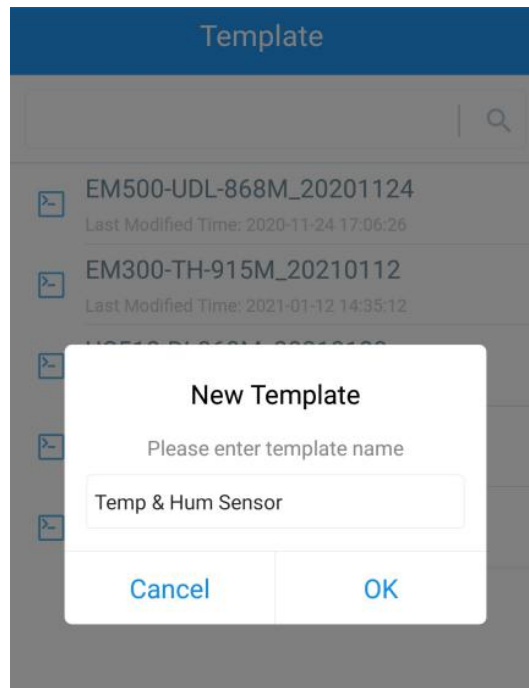 Template
EM500-UDL-868M_20201124
Last Modified Time: 2020-11-24 17:06:26
EM300-TH-915M_20210112
Last Modified Time: 2021-01-12 14:35:12
New Template
Please enter template name
Temp & Hum Sensor
Cancel OK